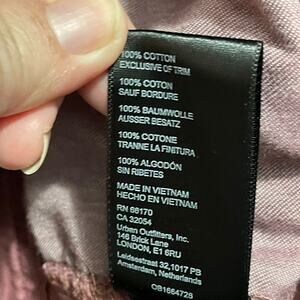 100% COTTON
EXCLUSIVE OF TRIM
100% COTON
SAUF BORDURE
100% BAUMWOLLE
AUSSER BESATZ
100% COTONE
TRANNE LA FINITURA
100% ALGODÓN
SIN RIBETES
MADE IN VIETNAM
HECHO EN VIETNAM
RN 66170
CA 32054
Urban Outfitters, Inc.
146 Brick Lane
LONDON, E1 6RU
Leidsestraat 32,1017 PB
Amsterdam, Netherlands
OB1664728